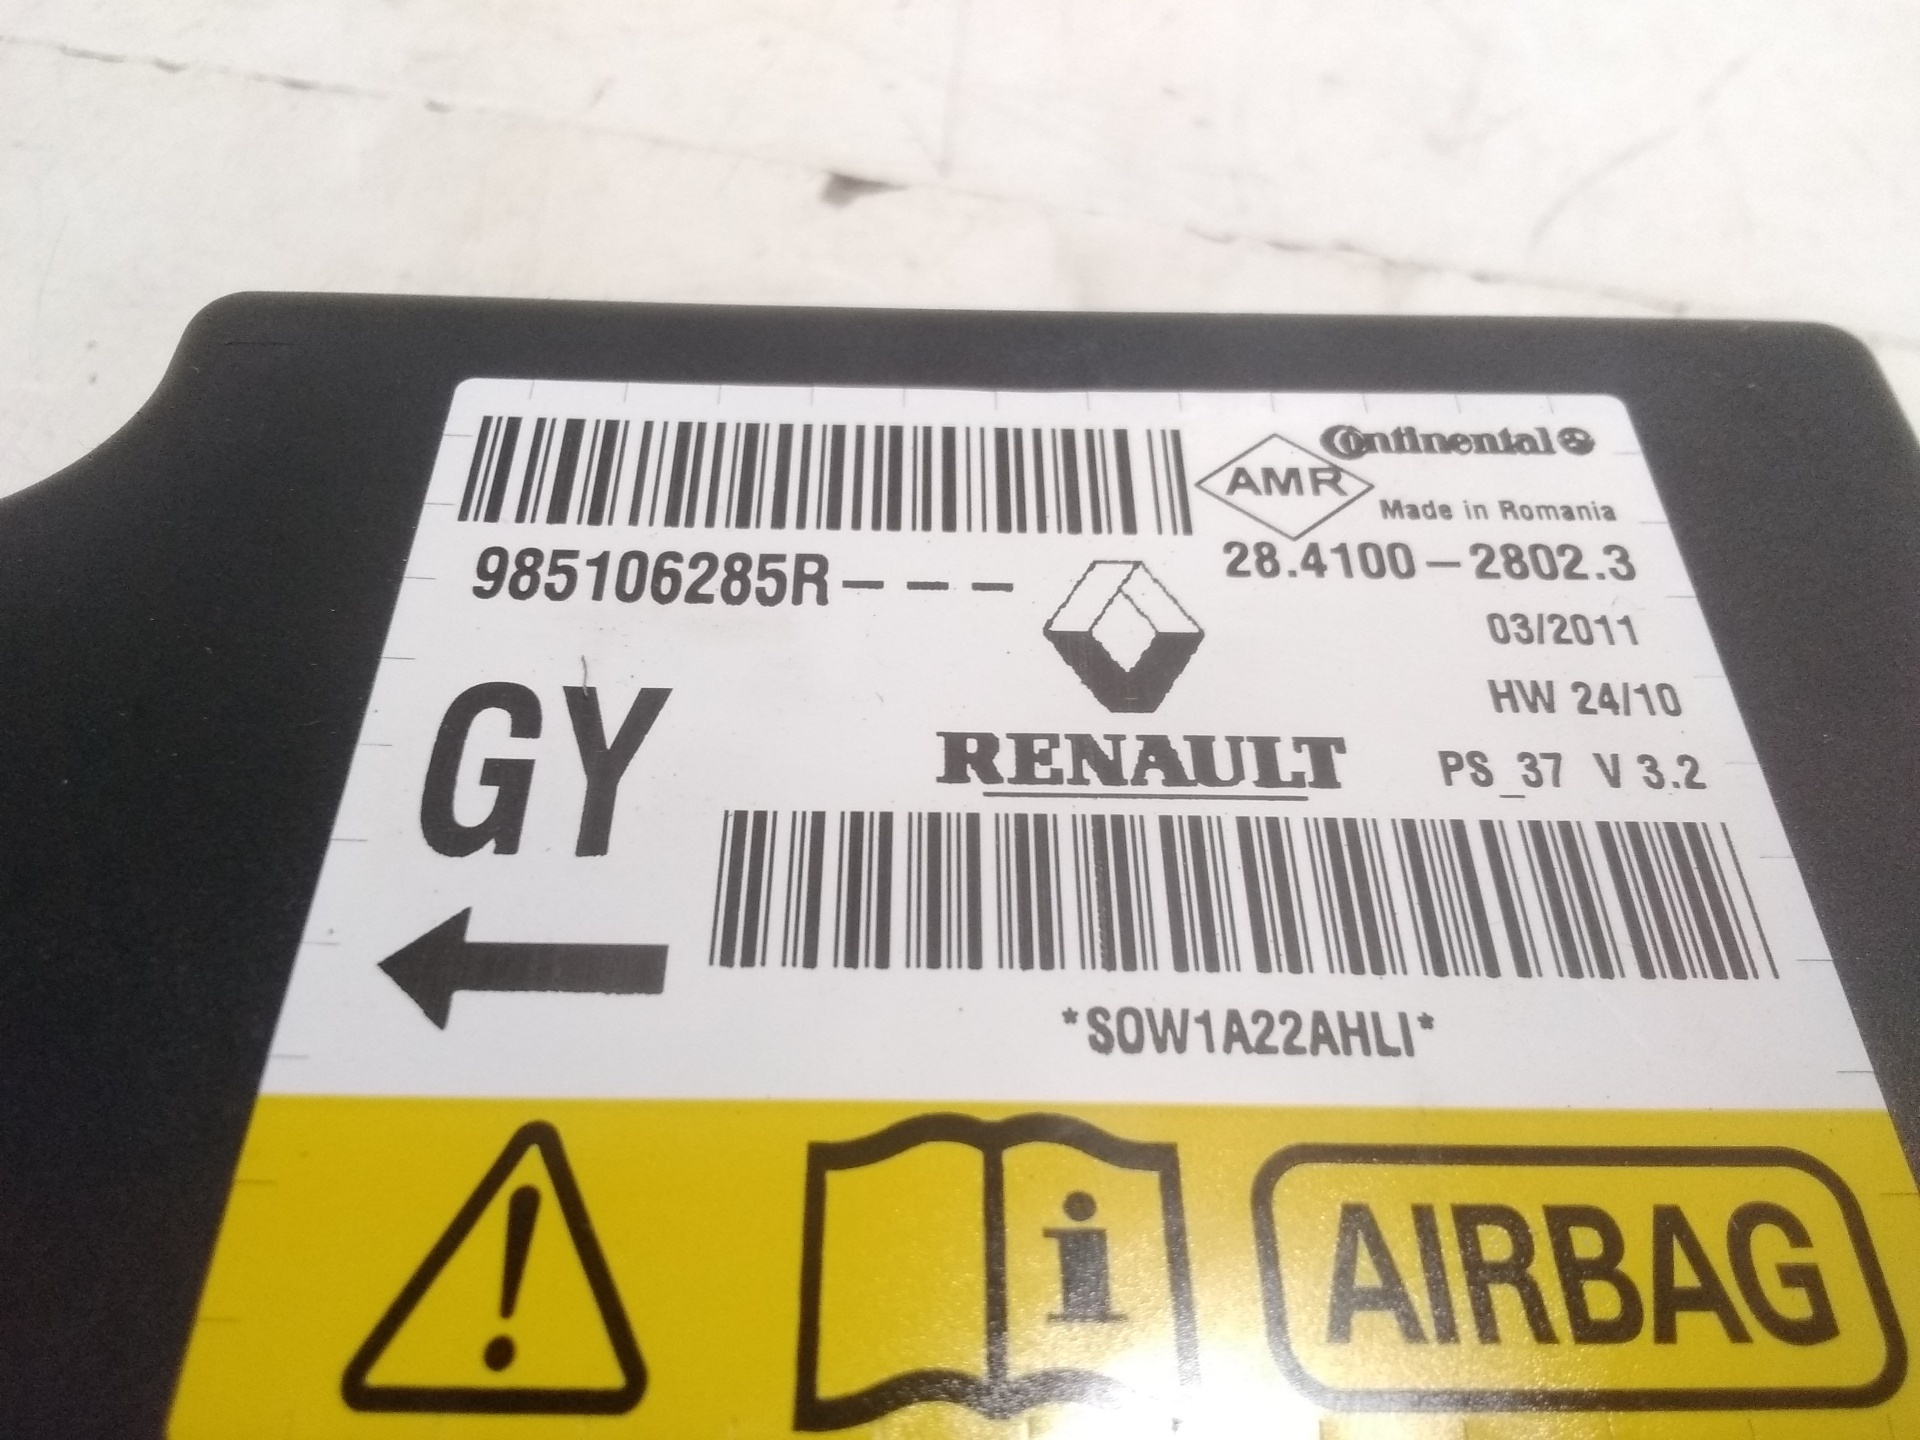 Continental
AMR
Made in Romania
985106285R---
28.4100-2802.3
03/2011
GY
HW 24/10
RENAULT
PS_37 V 3.2
*S0W1A22AHLI*
AIRBAG